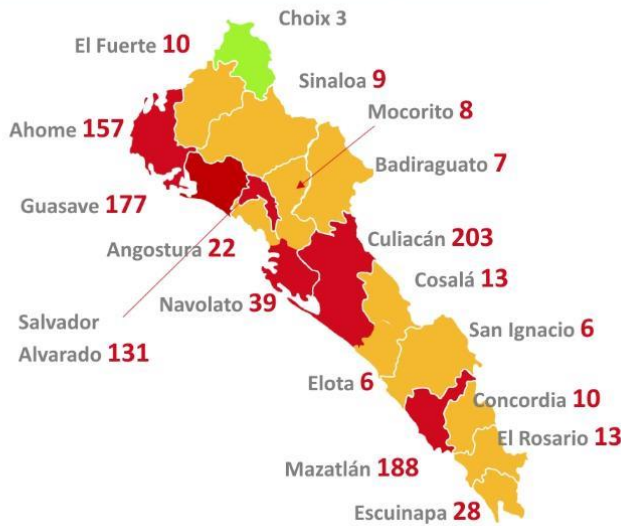 Choix 3
El Fuerte 10
Sinaloa 9
Mocorito 8
Ahome 157
Badiraguato 7
Guasave 177
Culiacán 203
Angostura 22
Cosalá 13
Navolato 39
Salvador
Alvarado 131
San Ignacio 6
Elota 6
Concordia 10
El Rosario 13
Mazatlán 188
Escuinapa 28